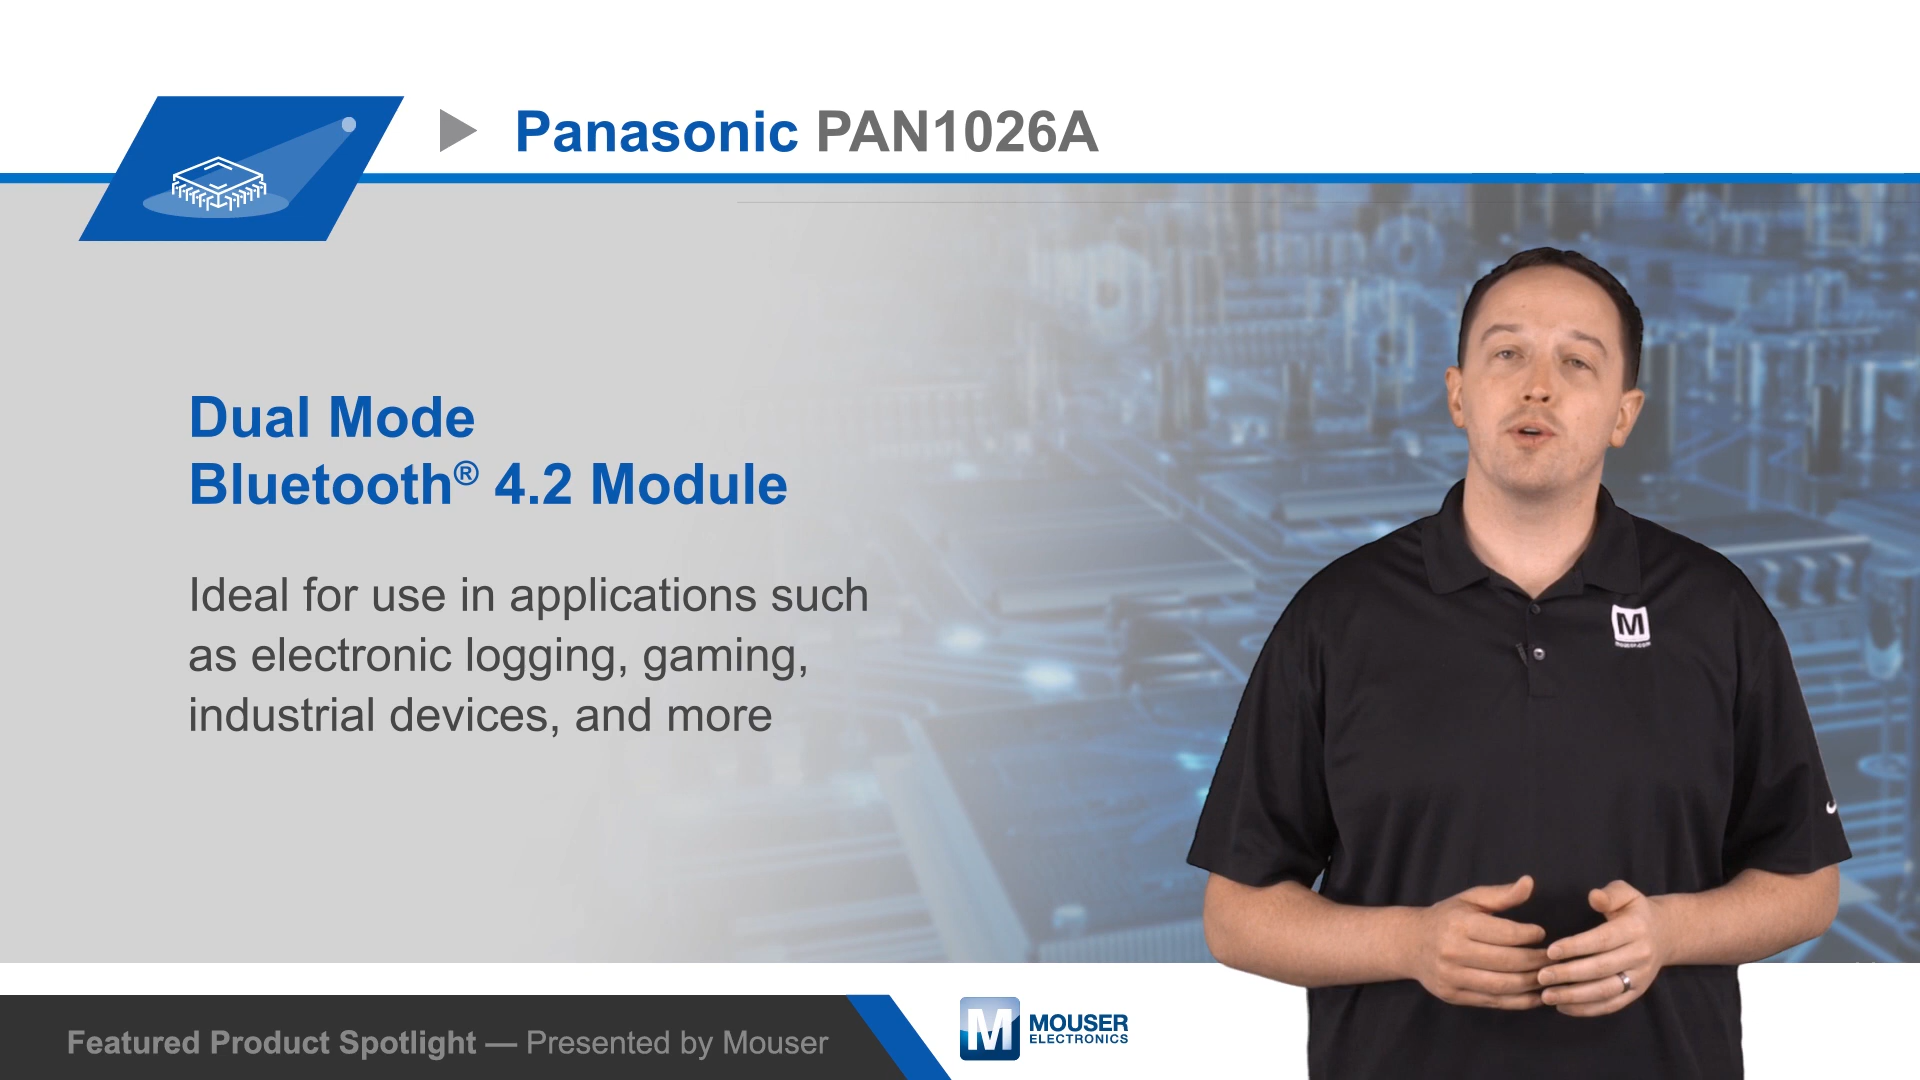 Panasonic PAN1026A
Dual Mode
Bluetooth® 4.2 Module
Ideal for use in applications such
as electronic logging, gaming,
industrial devices, and more
M
Featured Product Spotlight — Presented by Mouser
M MOUSER
ELECTRONICS